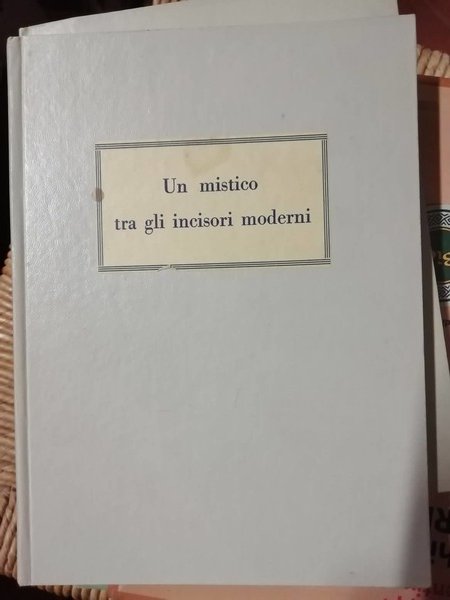 Un mistico
tra gli incisori moderni